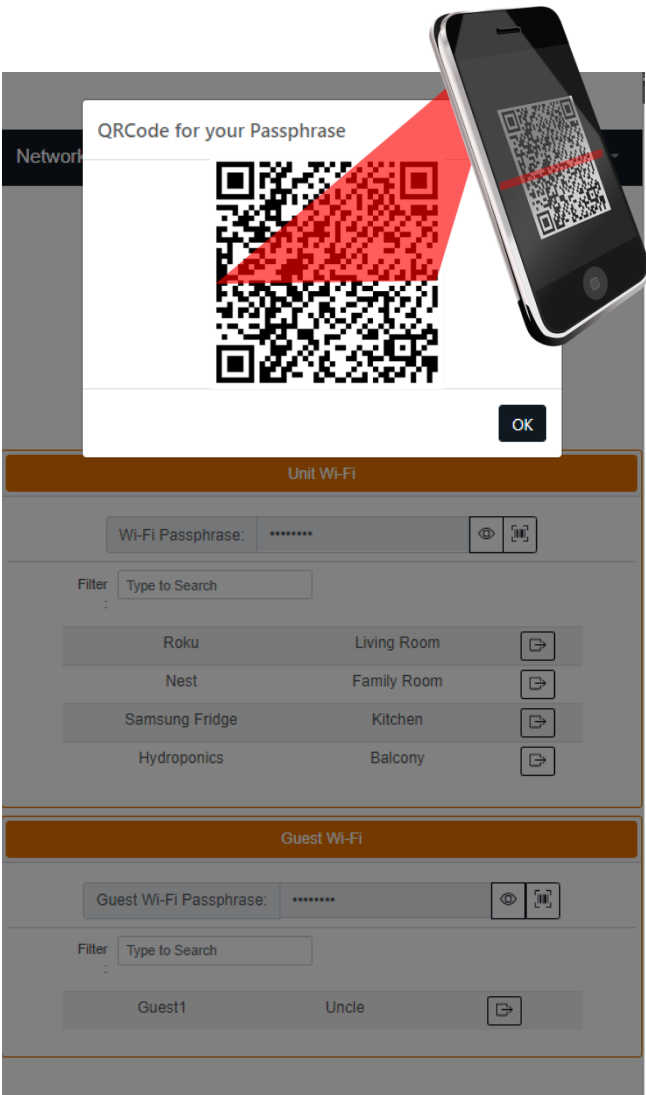 QRCode for your Passphrase
Network
OK
Unit Wi-Fi
Wi-Fi Passphrase: ••••••••
Filter : Type to Search
Roku Living Room
Nest Family Room
Samsung Fridge Kitchen
Hydroponics Balcony
Guest Wi-Fi
Guest Wi-Fi Passphrase: ••••••••
Filter : Type to Search
Guest1 Uncle